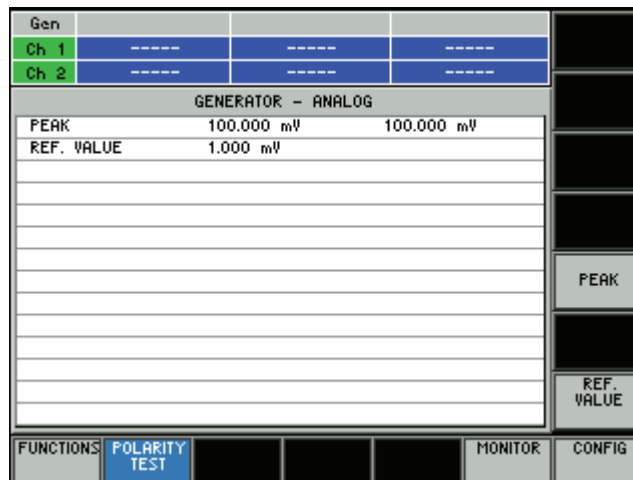 Gen
Ch 1 ----- ----- -----
Ch 2 ----- ----- -----
GENERATOR - ANALOG
PEAK 100.000 mV 100.000 mV
REF. VALUE 1.000 mV
PEAK
REF.
VALUE
FUNCTIONS POLARITY TEST MONITOR CONFIG